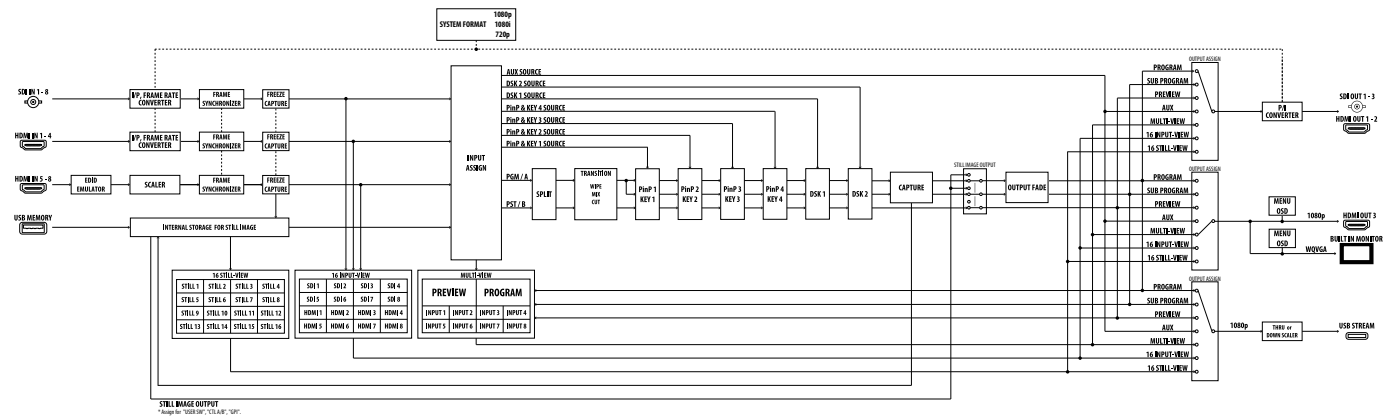 SYSTEM FORMAT
1080p
1080i
720p
SDI IN 1 - 8
I/P, FRAME RATE
CONVERTER
FRAME
SYNCHRONIZER
FREEZE
CAPTURE
HDMI IN 1 - 4
I/P, FRAME RATE
CONVERTER
FRAME
SYNCHRONIZER
FREEZE
CAPTURE
HDMI IN 5 - 8
EDID
EMULATOR
SCALER
FRAME
SYNCHRONIZER
FREEZE
CAPTURE
USB MEMORY
INTERNAL STORAGE FOR STILL IMAGE
INPUT
ASSIGN
AUX SOURCE
DSK 2 SOURCE
DSK 1 SOURCE
PinP & KEY 4 SOURCE
PinP & KEY 3 SOURCE
PinP & KEY 2 SOURCE
PinP & KEY 1 SOURCE
PGM / A
PST / B
SPLIT
TRANSITION
WIPE
MIX
CUT
PinP 1
KEY 1
PinP 2
KEY 2
PinP 3
KEY 3
PinP 4
KEY 4
DSK 1
DSK 2
CAPTURE
STILL IMAGE OUTPUT
OUTPUT FADE
16 STILL-VIEW
STILL 1 STILL 2 STILL 3 STILL 4
STILL 5 STILL 6 STILL 7 STILL 8
STILL 9 STILL 10 STILL 11 STILL 12
STILL 13 STILL 14 STILL 15 STILL 16
16 INPUT-VIEW
SDI 1 SDI 2 SDI 3 SDI 4
SDI 5 SDI 6 SDI 7 SDI 8
HDMI 1 HDMI 2 HDMI 3 HDMI 4
HDMI 5 HDMI 6 HDMI 7 HDMI 8
MULTI-VIEW
PREVIEW PROGRAM
INPUT 1 INPUT 2 INPUT 3 INPUT 4
INPUT 5 INPUT 6 INPUT 7 INPUT 8
OUTPUT ASSIGN
PROGRAM
SUB PROGRAM
PREVIEW
AUX
MULTI-VIEW
16 INPUT-VIEW
16 STILL-VIEW
P/I
CONVERTER
SDI OUT 1 - 3
HDMI OUT 1 - 2
OUTPUT ASSIGN
PROGRAM
SUB PROGRAM
PREVIEW
AUX
MULTI-VIEW
16 INPUT-VIEW
16 STILL-VIEW
MENU
OSD
1080p
HDMI OUT 3
MENU
OSD
WQVGA
BUILT IN MONITOR
OUTPUT ASSIGN
PROGRAM
SUB PROGRAM
PREVIEW
AUX
MULTI-VIEW
16 INPUT-VIEW
16 STILL-VIEW
1080p
THRU or
DOWN SCALER
USB STREAM
STILL IMAGE OUTPUT
* Assign for "USER SW", "CTL A/B", "GPI".